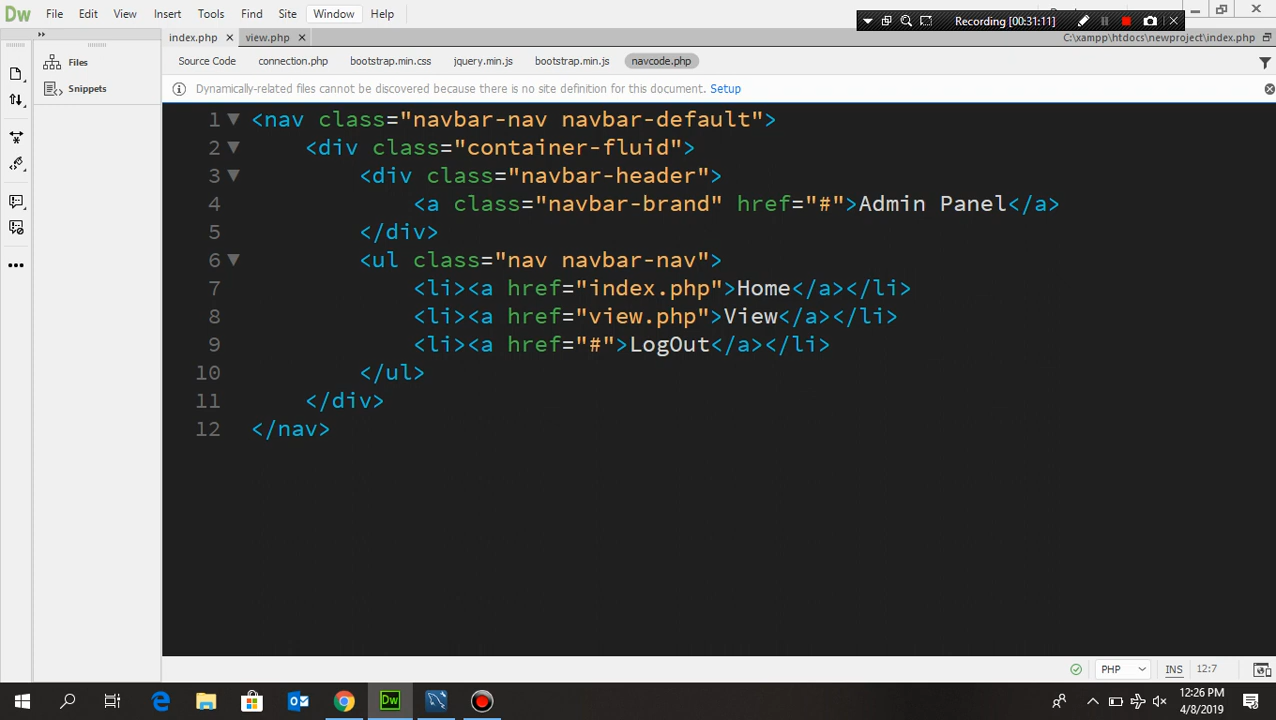 Dw File Edit View Insert Tools Find Site Window Help
Recording [00:31:11]
index.php view.php
C:\xampp\htdocs\newproject\index.php
Source Code connection.php bootstrap.min.css jquery.min.js bootstrap.min.js navcode.php
Files
Snippets
Dynamically-related files cannot be discovered because there is no site definition for this document. Setup
1 <nav class="navbar-nav navbar-default">
2 <div class="container-fluid">
3 <div class="navbar-header">
4 <a class="navbar-brand" href="#">Admin Panel</a>
5 </div>
6 <ul class="nav navbar-nav">
7 <li><a href="index.php">Home</a></li>
8 <li><a href="view.php">View</a></li>
9 <li><a href="#">LogOut</a></li>
10 </ul>
11 </div>
12 </nav>
PHP INS 12:7
Dw
12:26 PM
4/8/2019